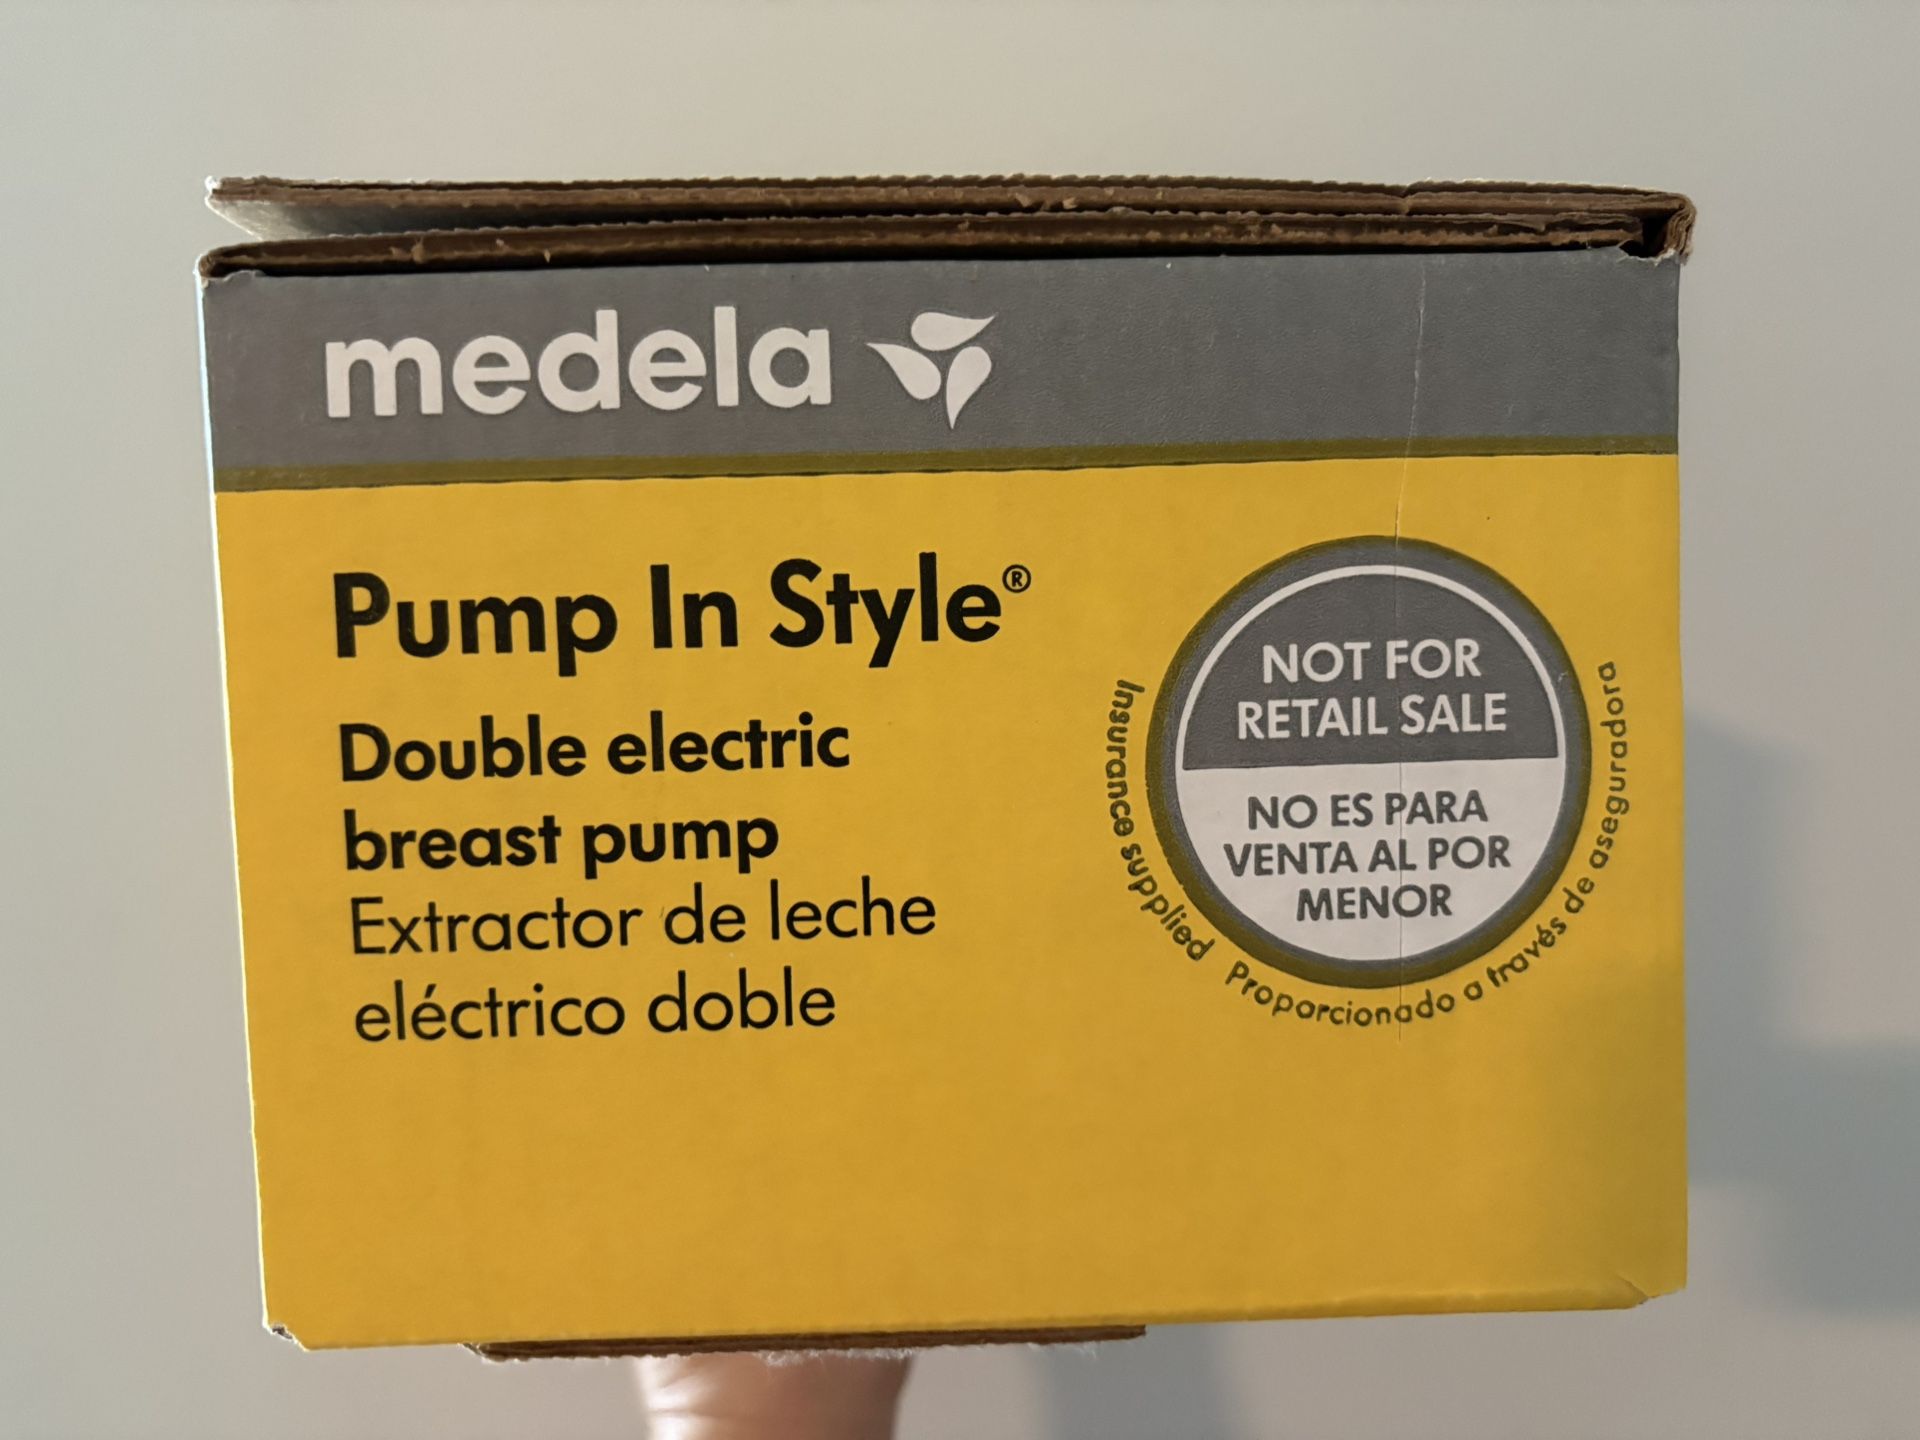 medela
Pump In Style®
Double electric
breast pump
Extractor de leche
eléctrico doble
NOT FOR
RETAIL SALE
NO ES PARA
VENTA AL POR
MENOR
Insurance supplied Proporcionado a través de aseguradora